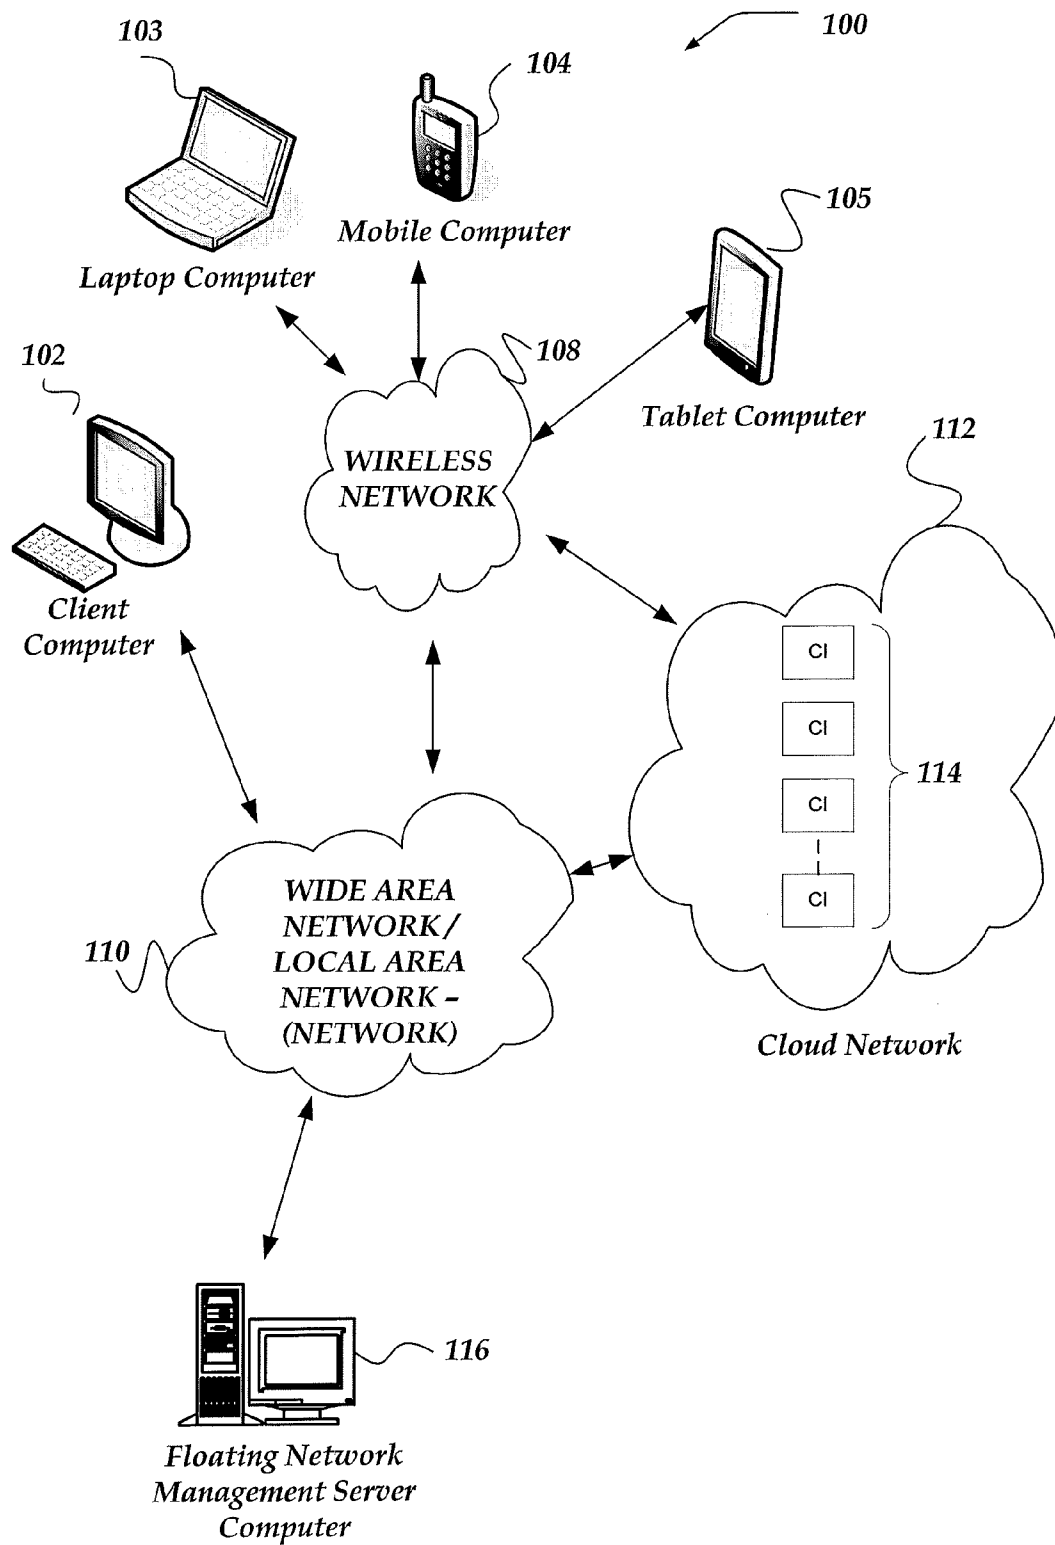 100
103
104
Mobile Computer
Laptop Computer
105
Tablet Computer
108
WIRELESS
NETWORK
102
Client
Computer
112
CI
CI
CI
CI
114
Cloud Network
WIDE AREA
NETWORK /
LOCAL AREA
NETWORK –
(NETWORK)
110
116
Floating Network
Management Server
Computer